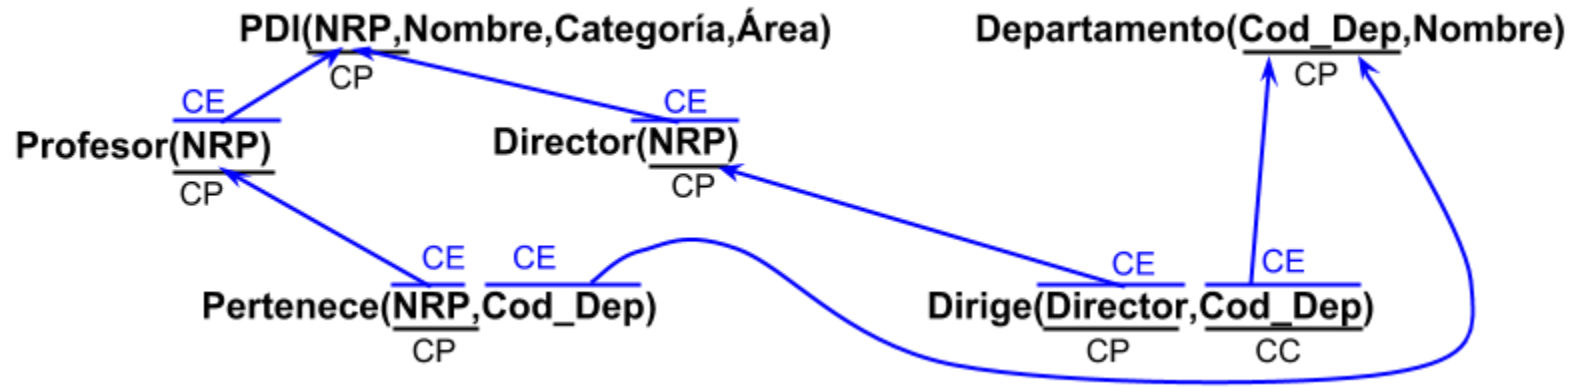 PDI(NRP,Nombre,Categoría,Área) Departamento(Cod_Dep,Nombre)
CP CP
CE CE
Profesor(NRP) Director(NRP)
CP CP
CE CE CE CE
Pertenece(NRP,Cod_Dep) Dirige(Director,Cod_Dep)
CP CP CC